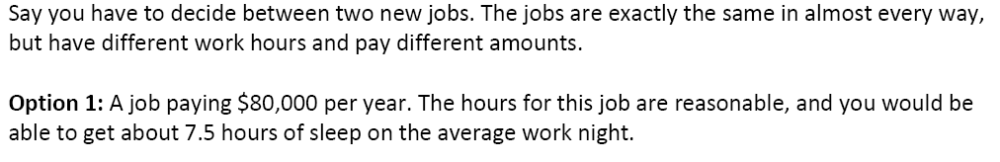 Say you have to decide between two new jobs. The jobs are exactly the same in almost every way,
but have different work hours and pay different amounts.
Option 1: A job paying $80,000 per year. The hours for this job are reasonable, and you would be
able to get about 7.5 hours of sleep on the average work night.